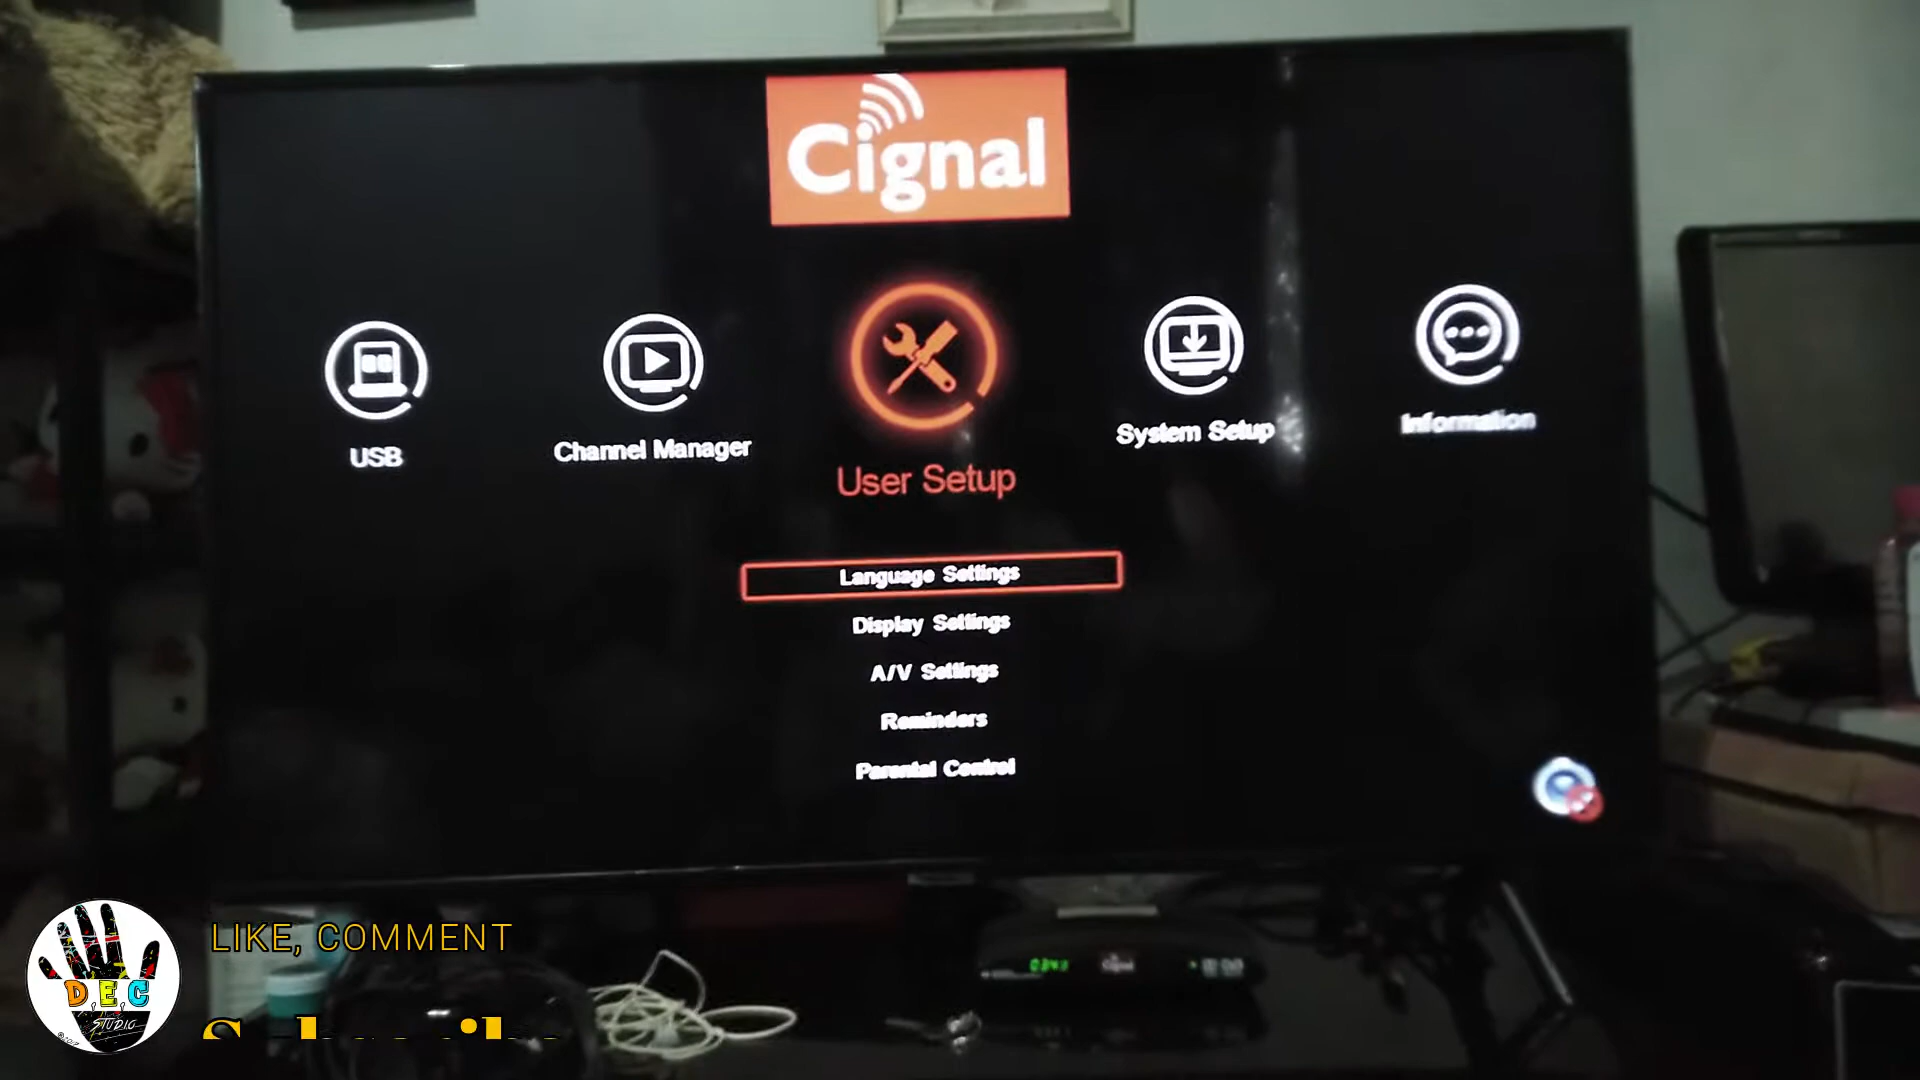 Cignal
USB
Channel Manager
User Setup
System Setup
Information
Language Settings
Display Settings
A/V Settings
Reminders
Parental Control
LIKE, COMMENT
D.E.C
STUDIO
Cignal